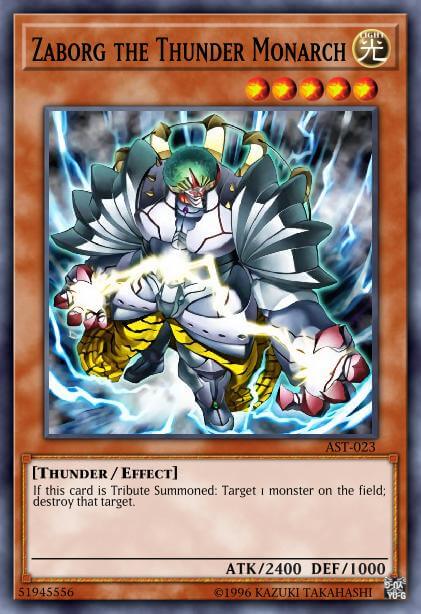 ZABORG THE THUNDER MONARCH
LIGHT
光
AST-023
[THUNDER / EFFECT]
If this card is Tribute Summoned: Target 1 monster on the field;
destroy that target.
ATK/2400 DEF/1000
51945556
©1996 KAZUKI TAKAHASHI